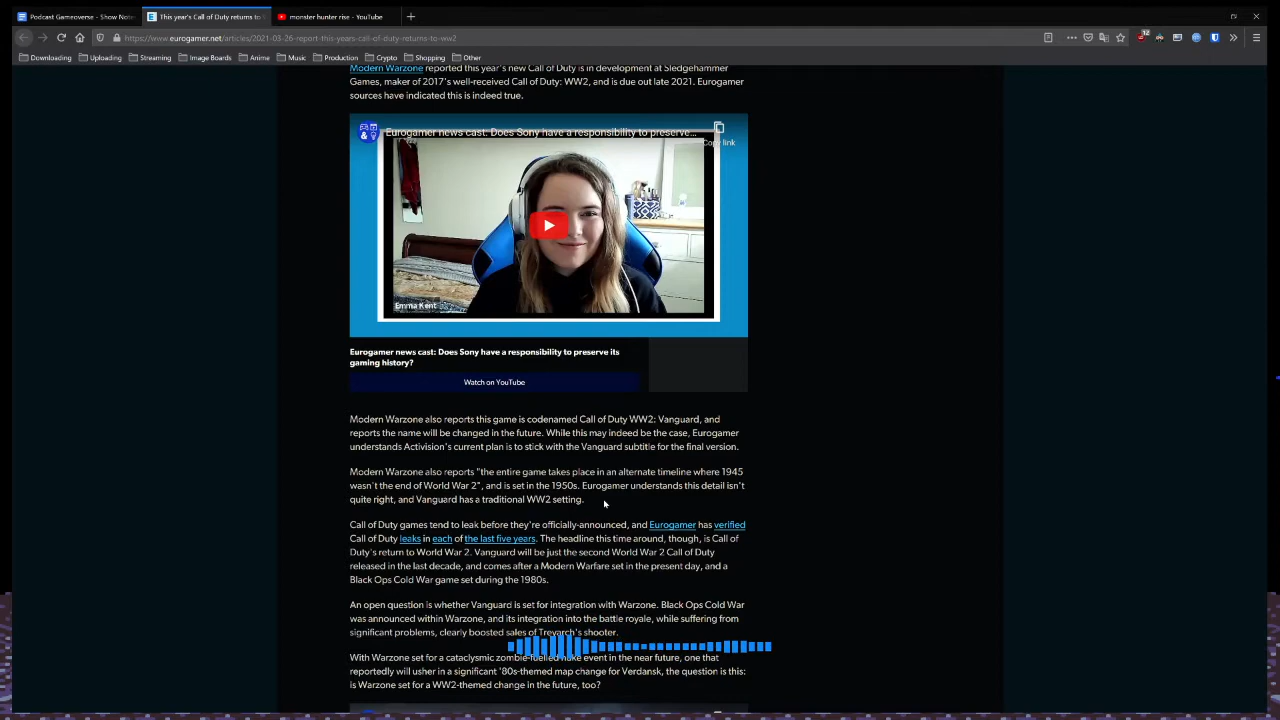 Podcast Gameoverse - Show Note
This year's Call of Duty returns to
monster hunter rise - YouTube
https://www.eurogamer.net/articles/2021-03-26-report-this-years-call-of-duty-returns-to-ww2
12
Downloading Uploading Streaming Image Boards Anime Music Production Crypto Shopping Other
Modern Warzone reported this year's new Call of Duty is in development at Sledgehammer
Games, maker of 2017's well-received Call of Duty: WW2, and is due out late 2021. Eurogamer
sources have indicated this is indeed true.
Eurogamer news cast: Does Sony have a responsibility to preserve...
Copy link
Emma Kent
Eurogamer news cast: Does Sony have a responsibility to preserve its
gaming history?
Watch on YouTube
Modern Warzone also reports this game is codenamed Call of Duty WW2: Vanguard, and
reports the name will be changed in the future. While this may indeed be the case, Eurogamer
understands Activision's current plan is to stick with the Vanguard subtitle for the final version.
Modern Warzone also reports "the entire game takes place in an alternate timeline where 1945
wasn't the end of World War 2", and is set in the 1950s. Eurogamer understands this detail isn't
quite right, and Vanguard has a traditional WW2 setting.
Call of Duty games tend to leak before they're officially-announced, and Eurogamer has verified
Call of Duty leaks in each of the last five years. The headline this time around, though, is Call of
Duty's return to World War 2. Vanguard will be just the second World War 2 Call of Duty
released in the last decade, and comes after a Modern Warfare set in the present day, and a
Black Ops Cold War game set during the 1980s.
An open question is whether Vanguard is set for integration with Warzone. Black Ops Cold War
was announced within Warzone, and its integration into the battle royale, while suffering from
significant problems, clearly boosted sales of Treyarch's shooter.
With Warzone set for a cataclysmic zombie-fuelled nuke event in the near future, one that
reportedly will usher in a significant '80s-themed map change for Verdansk, the question is this:
is Warzone set for a WW2-themed change in the future, too?